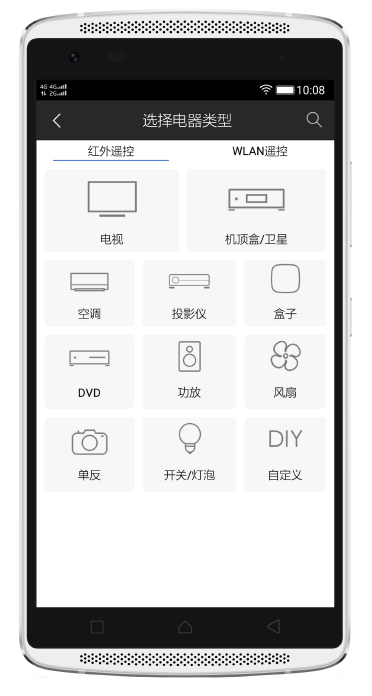 4G 4G
2G
10:08
选择电器类型
红外遥控 WLAN遥控
电视 机顶盒/卫星
空调 投影仪 盒子
DVD 功放 风扇
DIY
单反 开关/灯泡 自定义